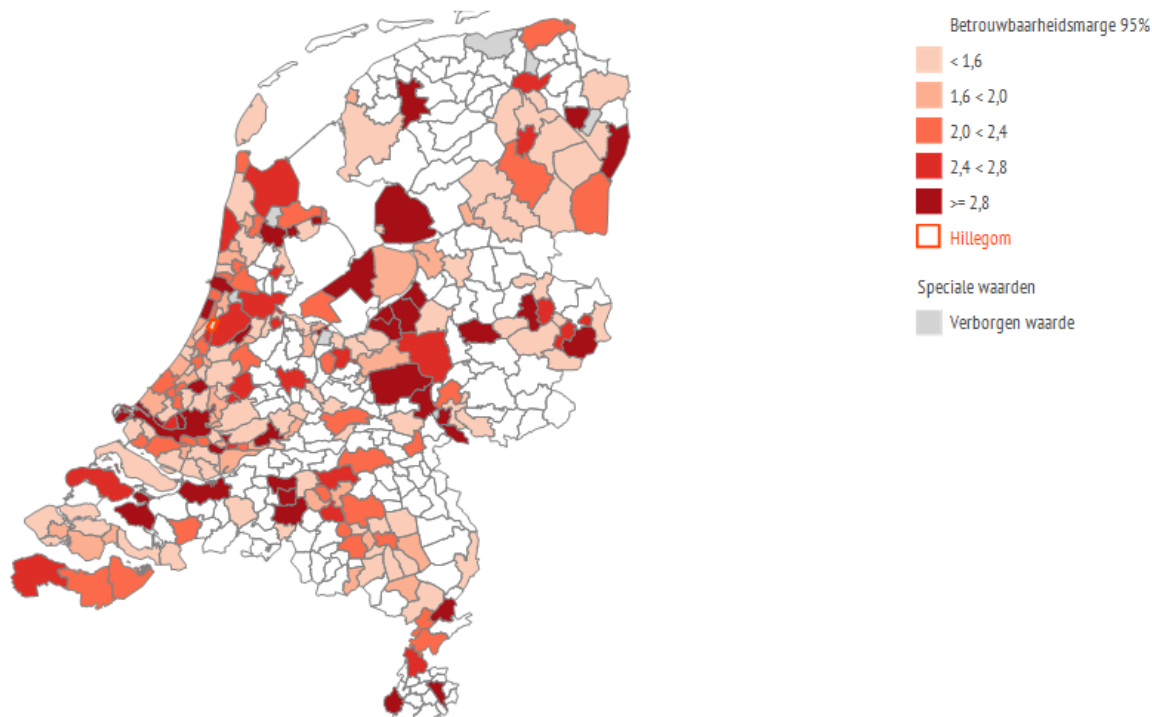 Betrouwbaarheidsmarge 95%
< 1,6
1,6 < 2,0
2,0 < 2,4
2,4 < 2,8
>= 2,8
Hillegom
Speciale waarden
Verborgen waarde